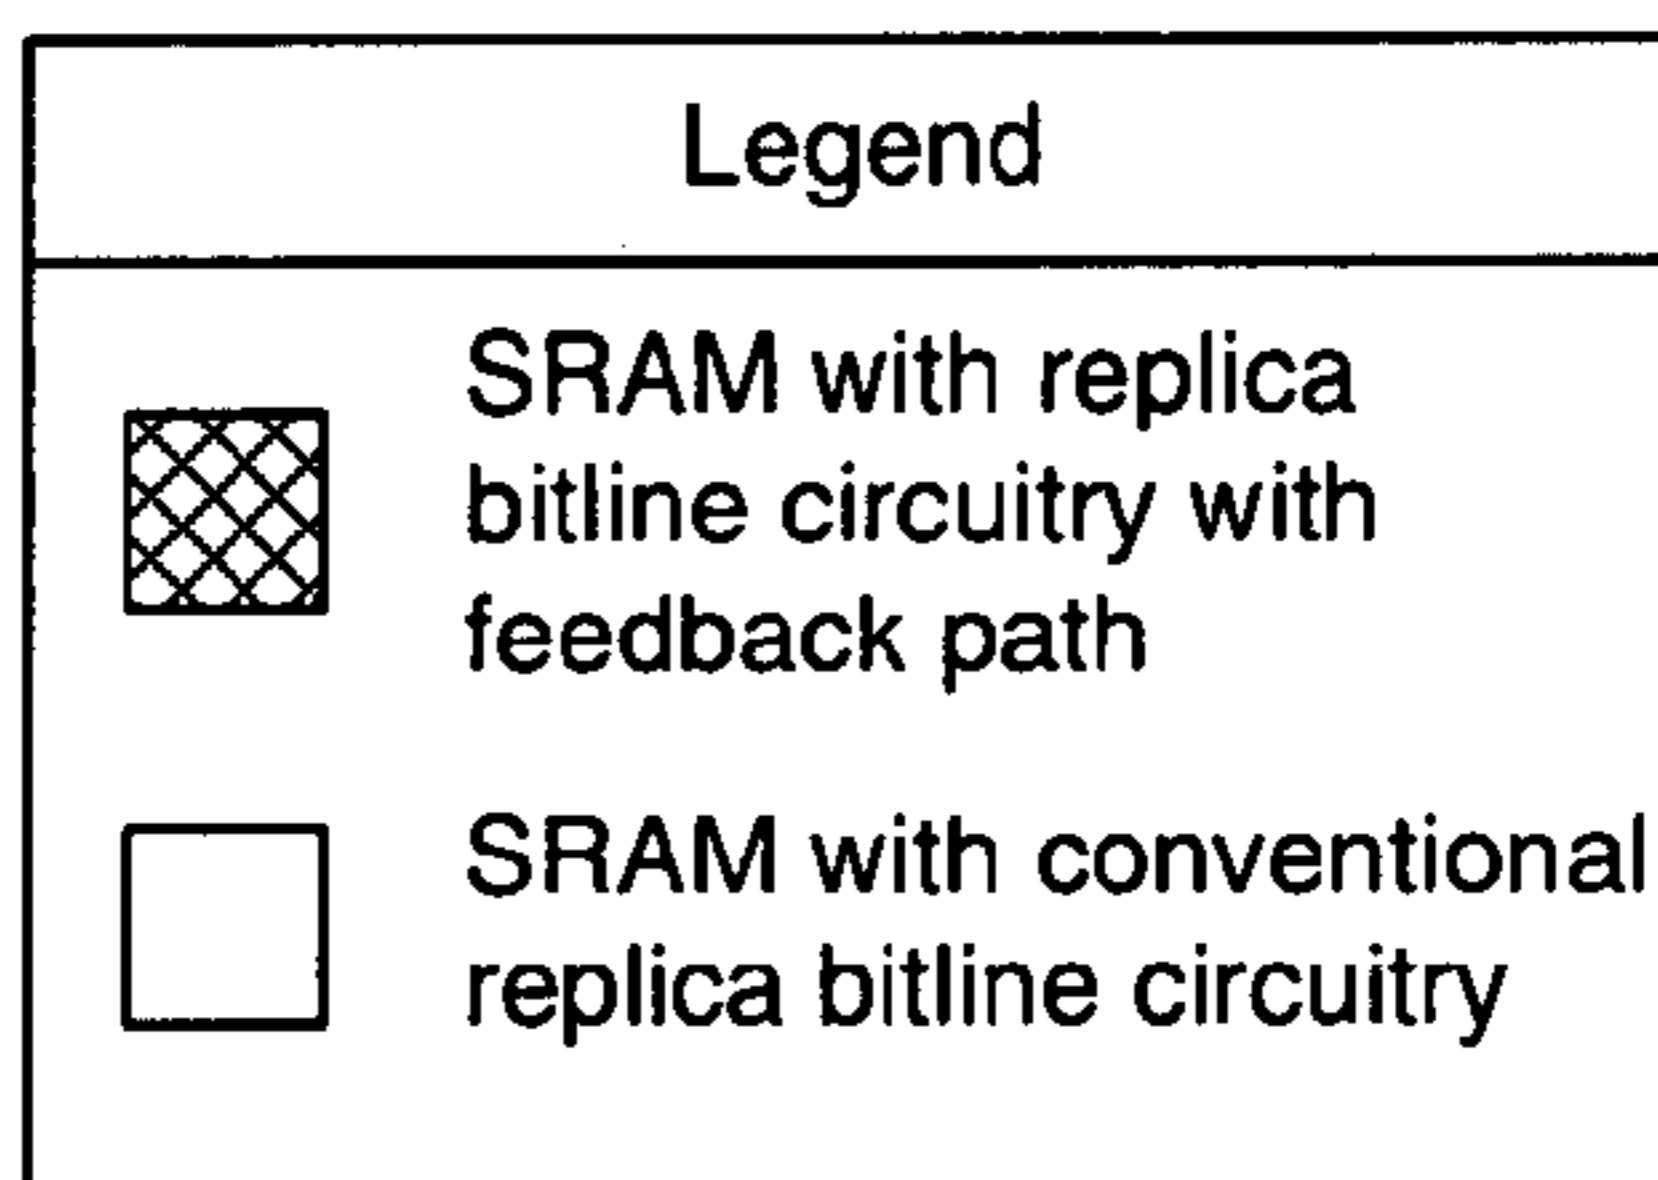 Legend
SRAM with replica
bitline circuitry with
feedback path
SRAM with conventional
replica bitline circuitry